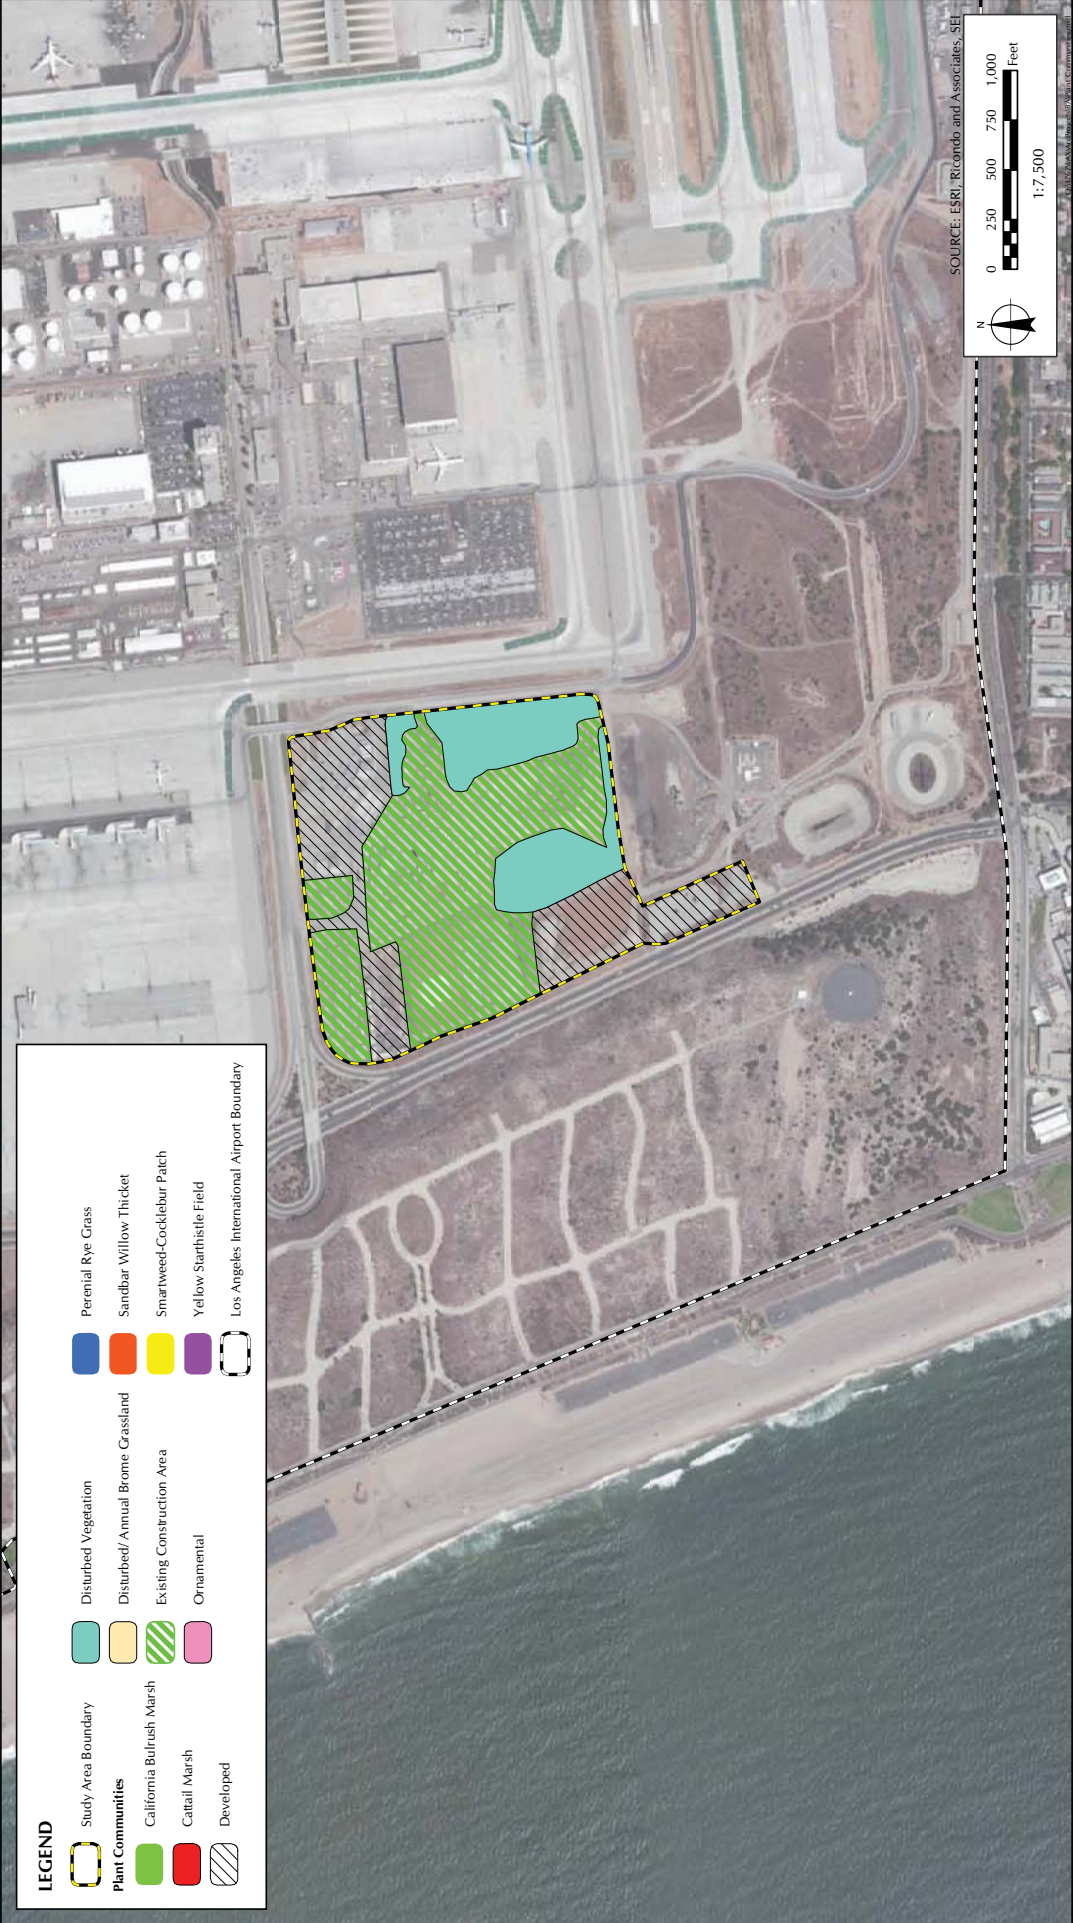 LEGEND
Study Area Boundary
Plant Communities
California Bulrush Marsh
Cattail Marsh
Developed
Disturbed Vegetation
Disturbed/ Annual Brome Grassland
Existing Construction Area
Ornamental
Perenial Rye Grass
Sandbar Willow Thicket
Smartweed-Cocklebur Patch
Yellow Starthistle Field
Los Angeles International Airport Boundary
SOURCE: ESRI, Ricondo and Associates, SEI
N
0 250 500 750 1,000
Feet
1:7,500